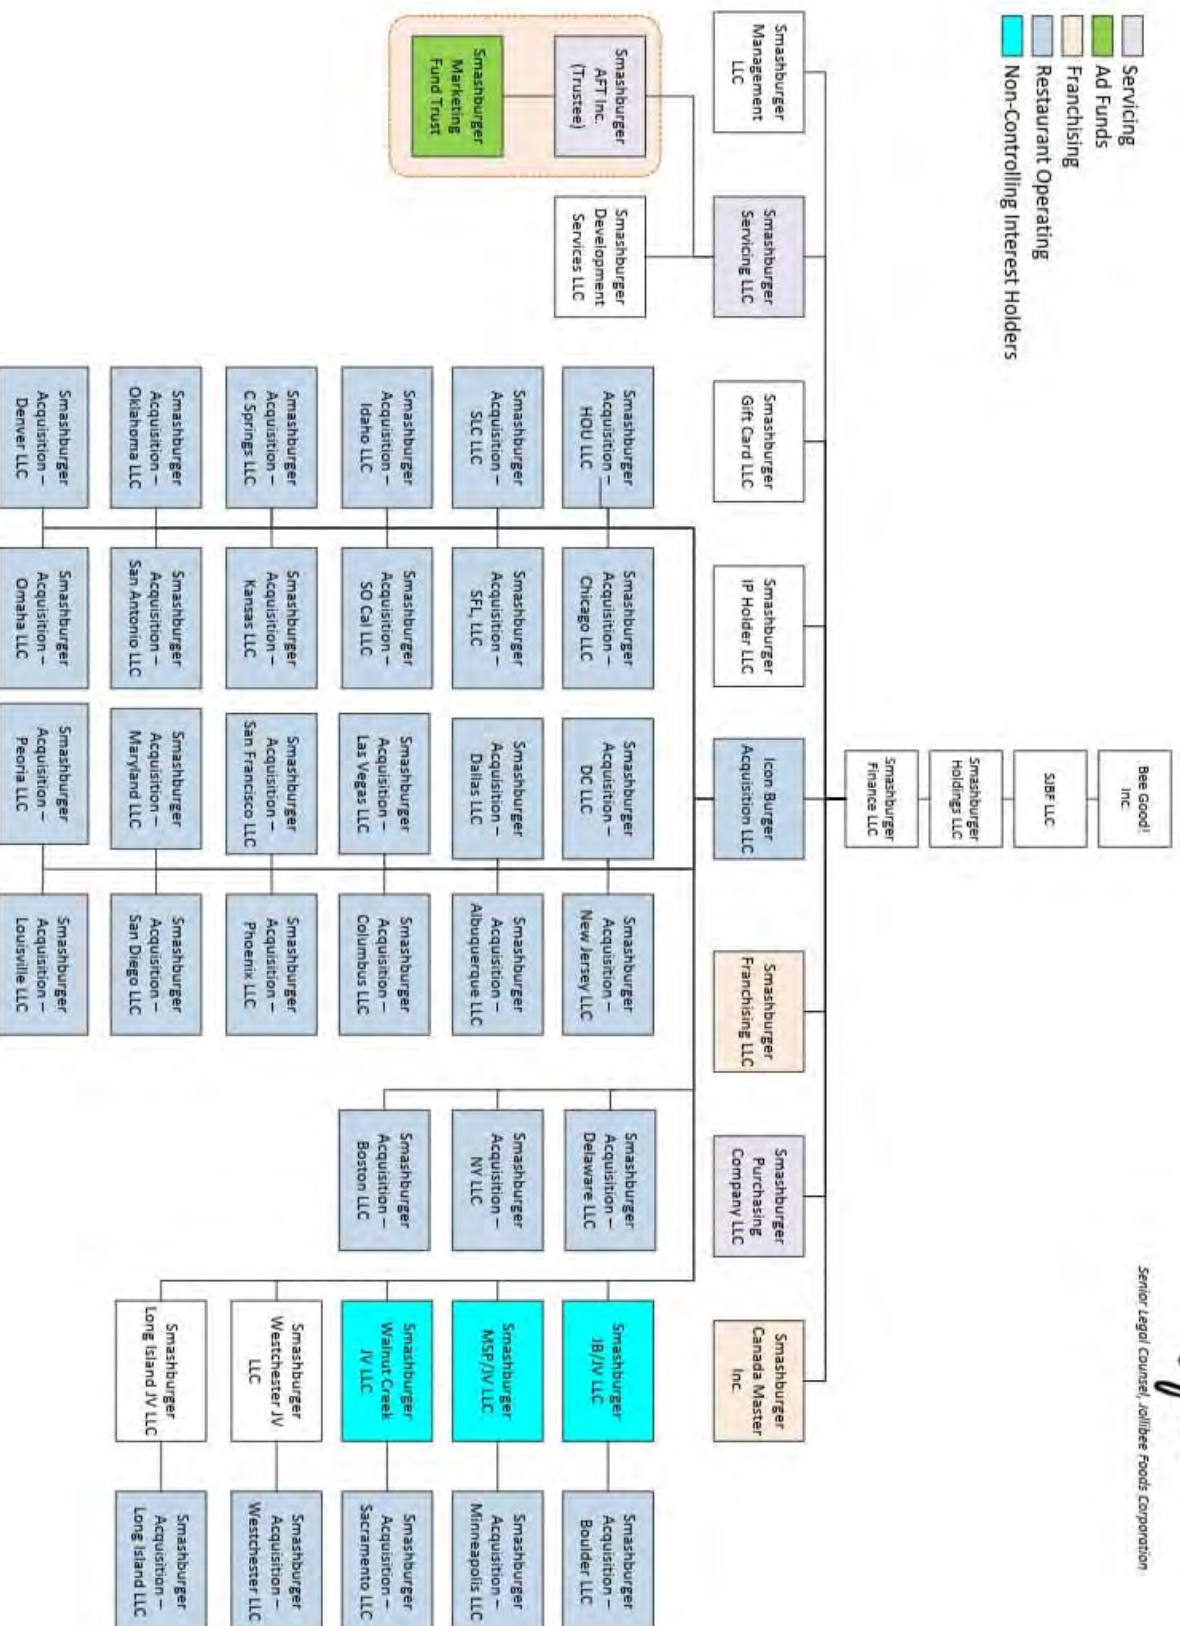 Servicing
Ad Funds
Franchising
Restaurant Operating
Non-Controlling Interest Holders
Senior Legal Counsel, Jollibee Foods Corporation
Bee Good!
Inc.
SJBF LLC
Smashburger
Holdings LLC
Smashburger
Finance LLC
Smashburger
Management
LLC
Smashburger
Servicing LLC
Smashburger
Gift Card LLC
Smashburger
IP Holder LLC
Icon Burger
Acquisition LLC
Smashburger
Franchising LLC
Smashburger
Purchasing
Company LLC
Smashburger
Canada Master
Inc.
Smashburger
AFT Inc.
(Trustee)
Smashburger
Development
Services LLC
Smashburger
Marketing
Fund Trust
Smashburger
Acquisition –
HOU LLC
Smashburger
Acquisition –
Chicago LLC
Smashburger
Acquisition –
DC LLC
Smashburger
Acquisition –
New Jersey LLC
Smashburger
Acquisition –
Delaware LLC
Smashburger
JB/JV LLC
Smashburger
Acquisition –
Boulder LLC
Smashburger
Acquisition –
SLC LLC
Smashburger
Acquisition –
SFL, LLC
Smashburger
Acquisition –
Dallas LLC
Smashburger
Acquisition –
Albuquerque LLC
Smashburger
Acquisition –
NY LLC
Smashburger
MSP/JV LLC
Smashburger
Acquisition –
Minneapolis LLC
Smashburger
Acquisition –
Idaho LLC
Smashburger
Acquisition –
SO Cal LLC
Smashburger
Acquisition –
Las Vegas LLC
Smashburger
Acquisition –
Columbus LLC
Smashburger
Acquisition –
Boston LLC
Smashburger
Walnut Creek
JV LLC
Smashburger
Acquisition –
Sacramento LLC
Smashburger
Acquisition –
C Springs LLC
Smashburger
Acquisition –
Kansas LLC
Smashburger
Acquisition –
San Francisco LLC
Smashburger
Acquisition –
Phoenix LLC
Smashburger
Westchester JV
LLC
Smashburger
Acquisition –
Westchester LLC
Smashburger
Acquisition –
Oklahoma LLC
Smashburger
Acquisition –
San Antonio LLC
Smashburger
Acquisition –
Maryland LLC
Smashburger
Acquisition –
San Diego LLC
Smashburger
Long Island JV LLC
Smashburger
Acquisition –
Long Island LLC
Smashburger
Acquisition –
Denver LLC
Smashburger
Acquisition –
Omaha LLC
Smashburger
Acquisition –
Peoria LLC
Smashburger
Acquisition –
Louisville LLC